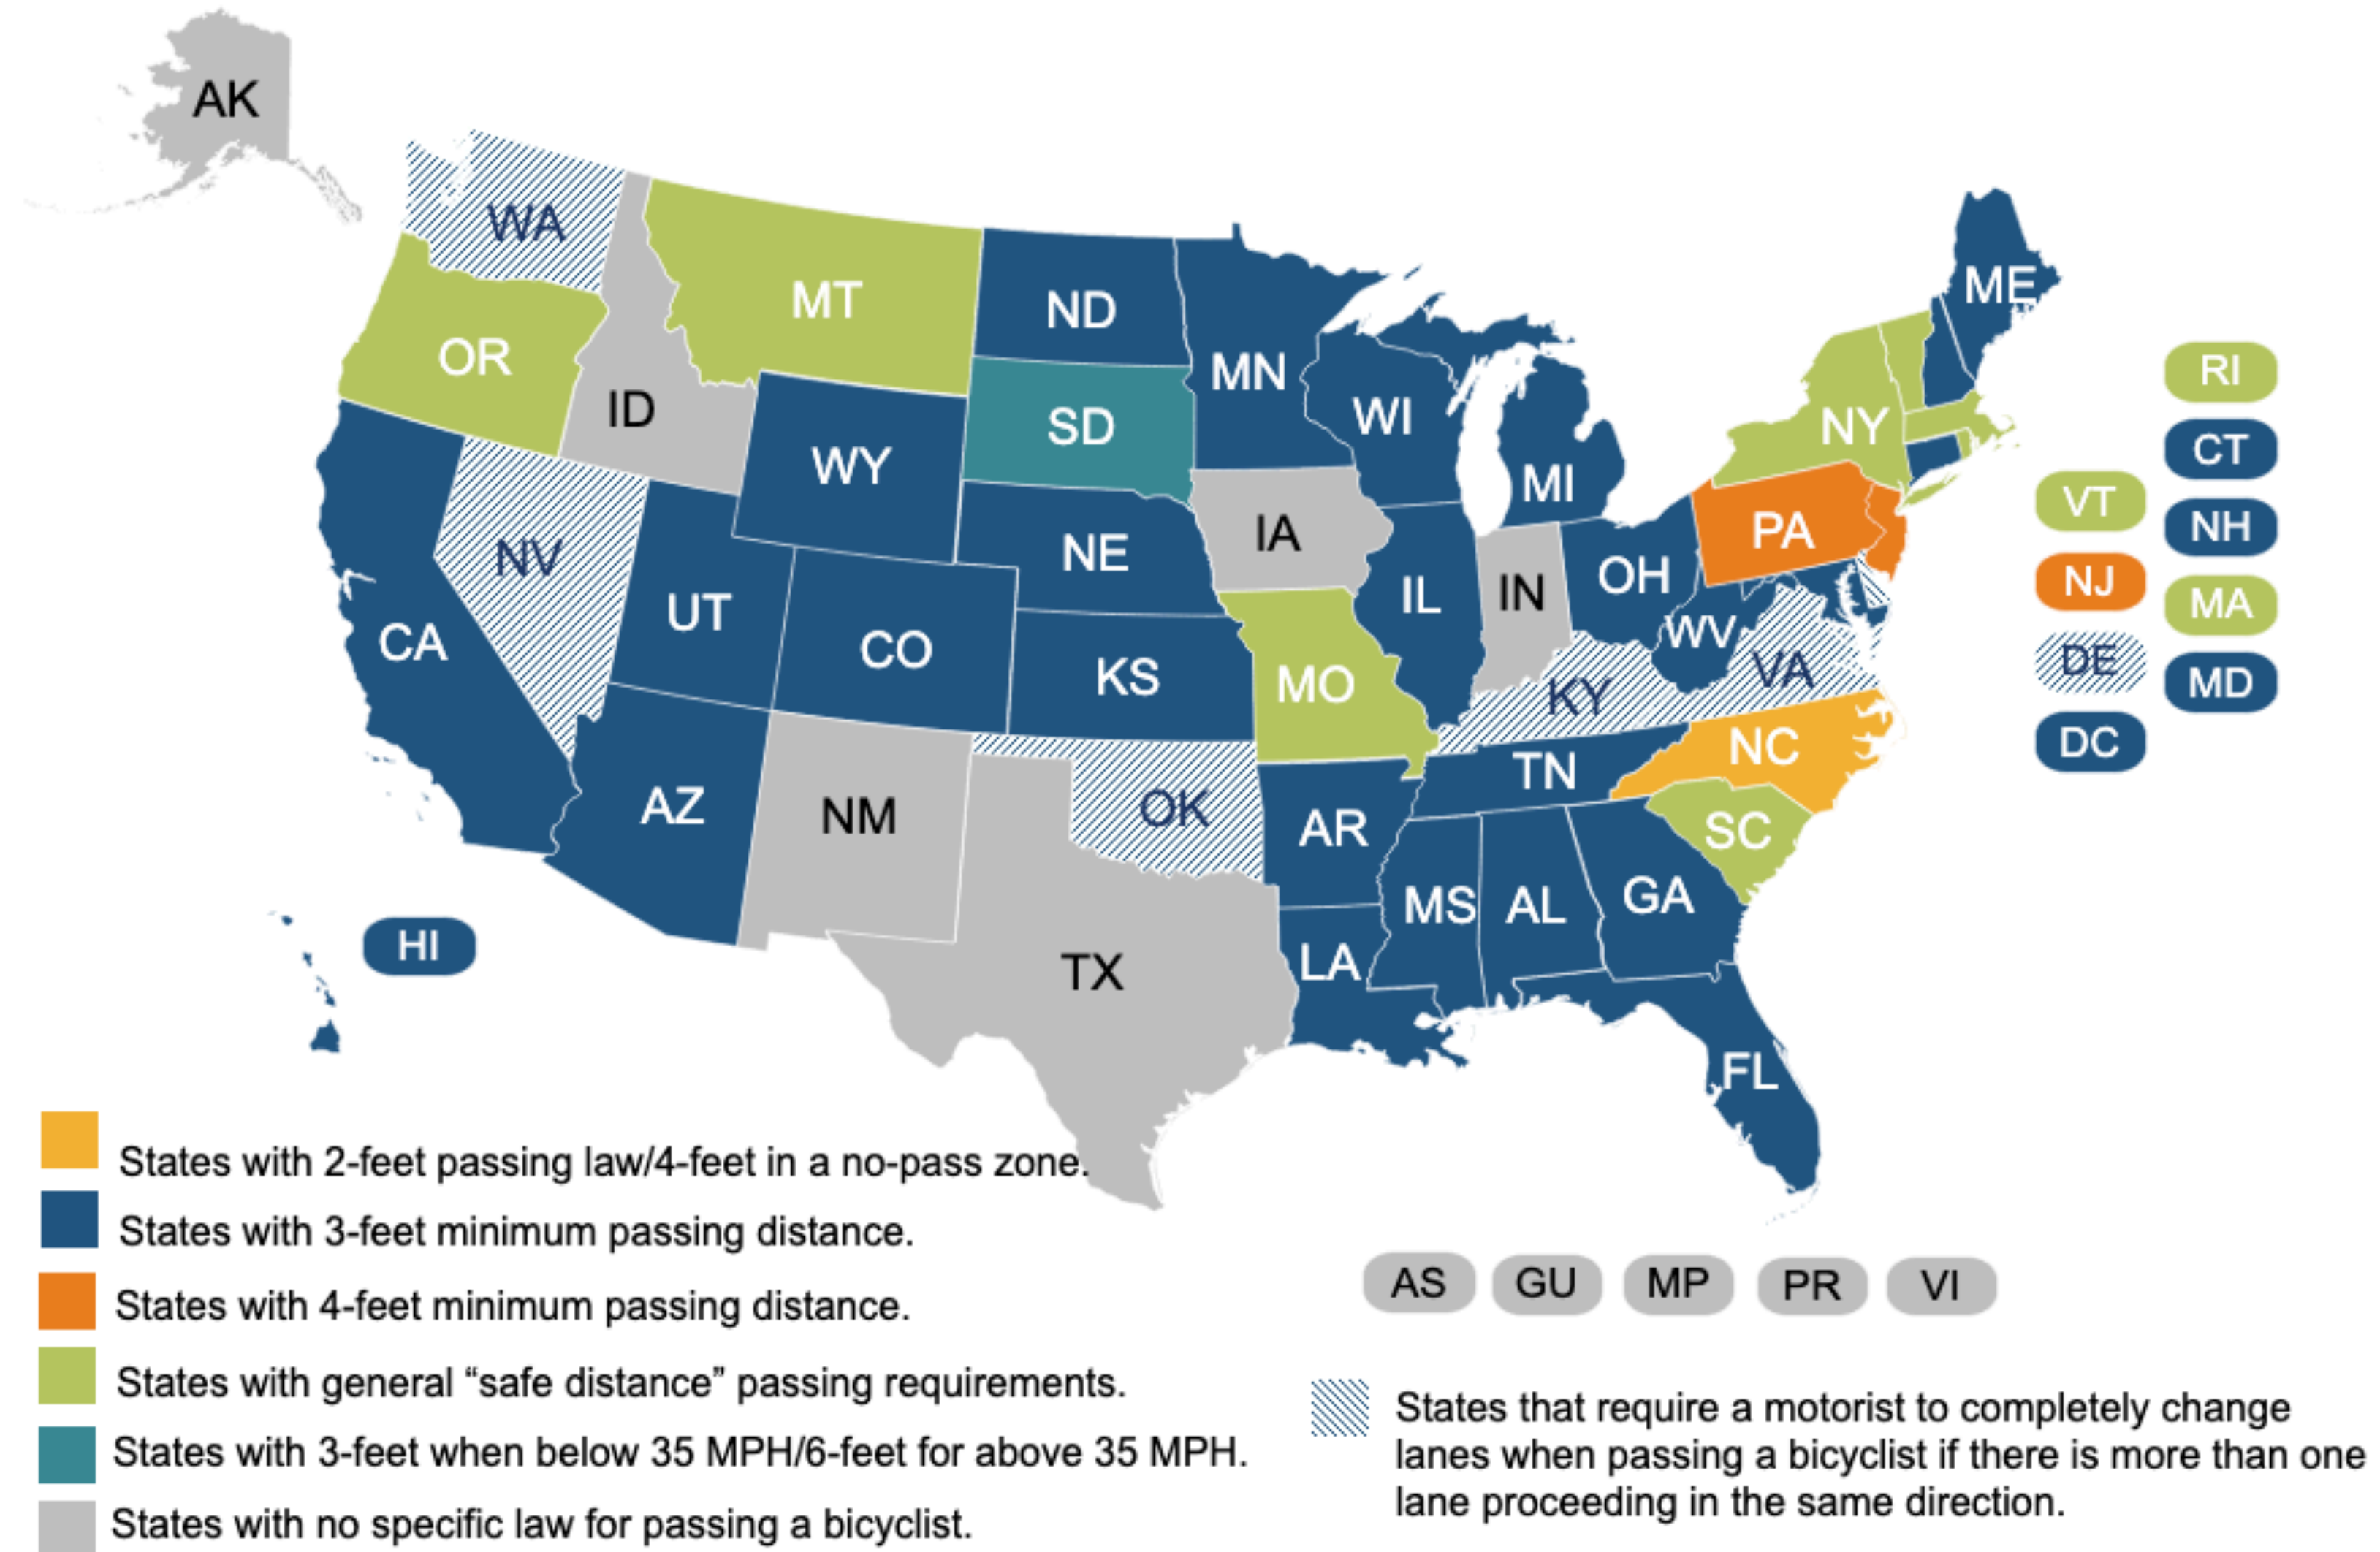 AK
WA
MT
ND
ME
OR
ID
MN
WI
SD
WY
MI
NY
RI
CT
VT
NH
NV
NE
IA
PA
IL
IN
OH
NJ
MA
UT
CO
KS
CA
MO
WV
VA
KY
DE
MD
DC
NC
TN
AZ
NM
OK
AR
SC
MS
AL
GA
HI
TX
LA
FL
States with 2-feet passing law/4-feet in a no-pass zone.
States with 3-feet minimum passing distance.
States with 4-feet minimum passing distance.
States with general “safe distance” passing requirements.
States with 3-feet when below 35 MPH/6-feet for above 35 MPH.
States with no specific law for passing a bicyclist.
AS GU MP PR VI
States that require a motorist to completely change
lanes when passing a bicyclist if there is more than one
lane proceeding in the same direction.